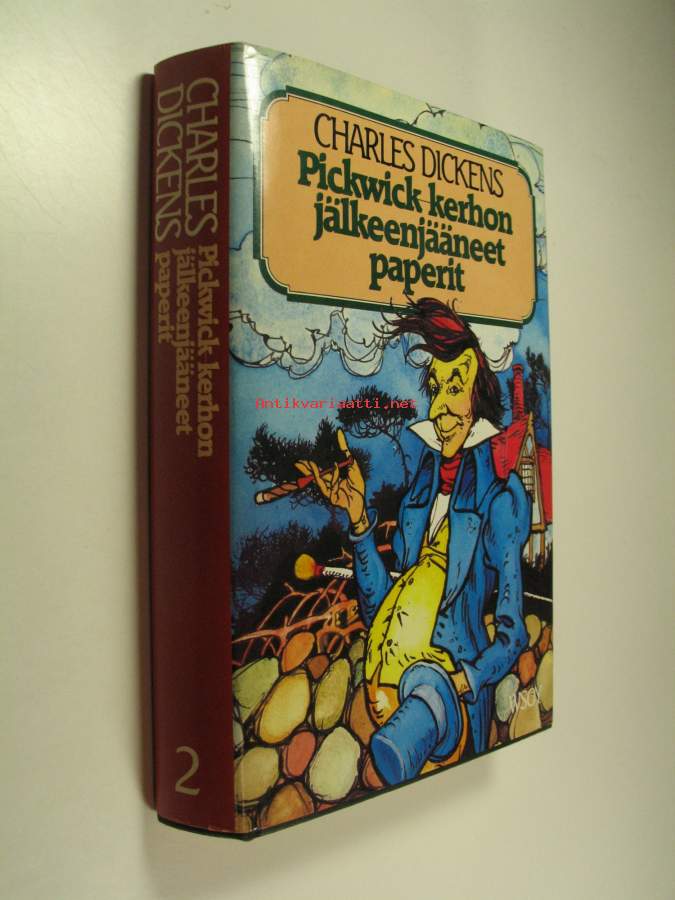 CHARLES DICKENS
Pickwick-kerhon
jälkeenjääneet
paperit
WSOY
CHARLES
DICKENS
Pickwick-kerhon
jälkeenjääneet
paperit
2
Antikvariaatti.net